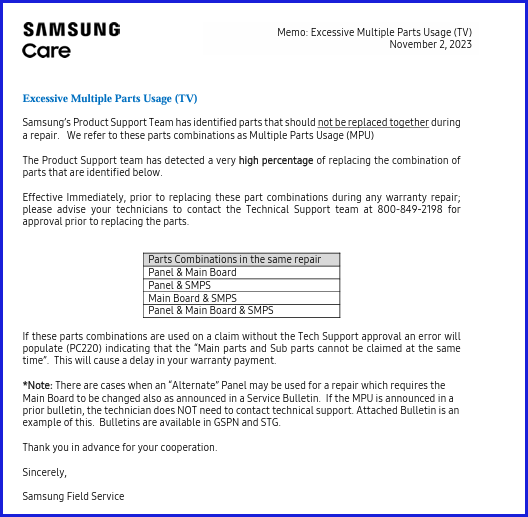 SAMSUNG
Care
Memo: Excessive Multiple Parts Usage (TV)
November 2, 2023
Excessive Multiple Parts Usage (TV)
Samsung's Product Support Team has identified parts that should not be replaced together during
a repair. We refer to these parts combinations as Multiple Parts Usage (MPU)
The Product Support team has detected a very high percentage of replacing the combination of
parts that are identified below.
Effective Immediately, prior to replacing these part combinations during any warranty repair;
please advise your technicians to contact the Technical Support team at 800-849-2198 for
approval prior to replacing the parts.
Parts Combinations in the same repair
Panel & Main Board
Panel & SMPS
Main Board & SMPS
Panel & Main Board & SMPS
If these parts combinations are used on a claim without the Tech Support approval an error will
populate (PC220) indicating that the "Main parts and Sub parts cannot be claimed at the same
time". This will cause a delay in your warranty payment.
*Note: There are cases when an "Alternate" Panel may be used for a repair which requires the
Main Board to be changed also as announced in a Service Bulletin. If the MPU is announced in a
prior bulletin, the technician does NOT need to contact technical support. Attached Bulletin is an
example of this. Bulletins are available in GSPN and STG.
Thank you in advance for your cooperation.
Sincerely,
Samsung Field Service